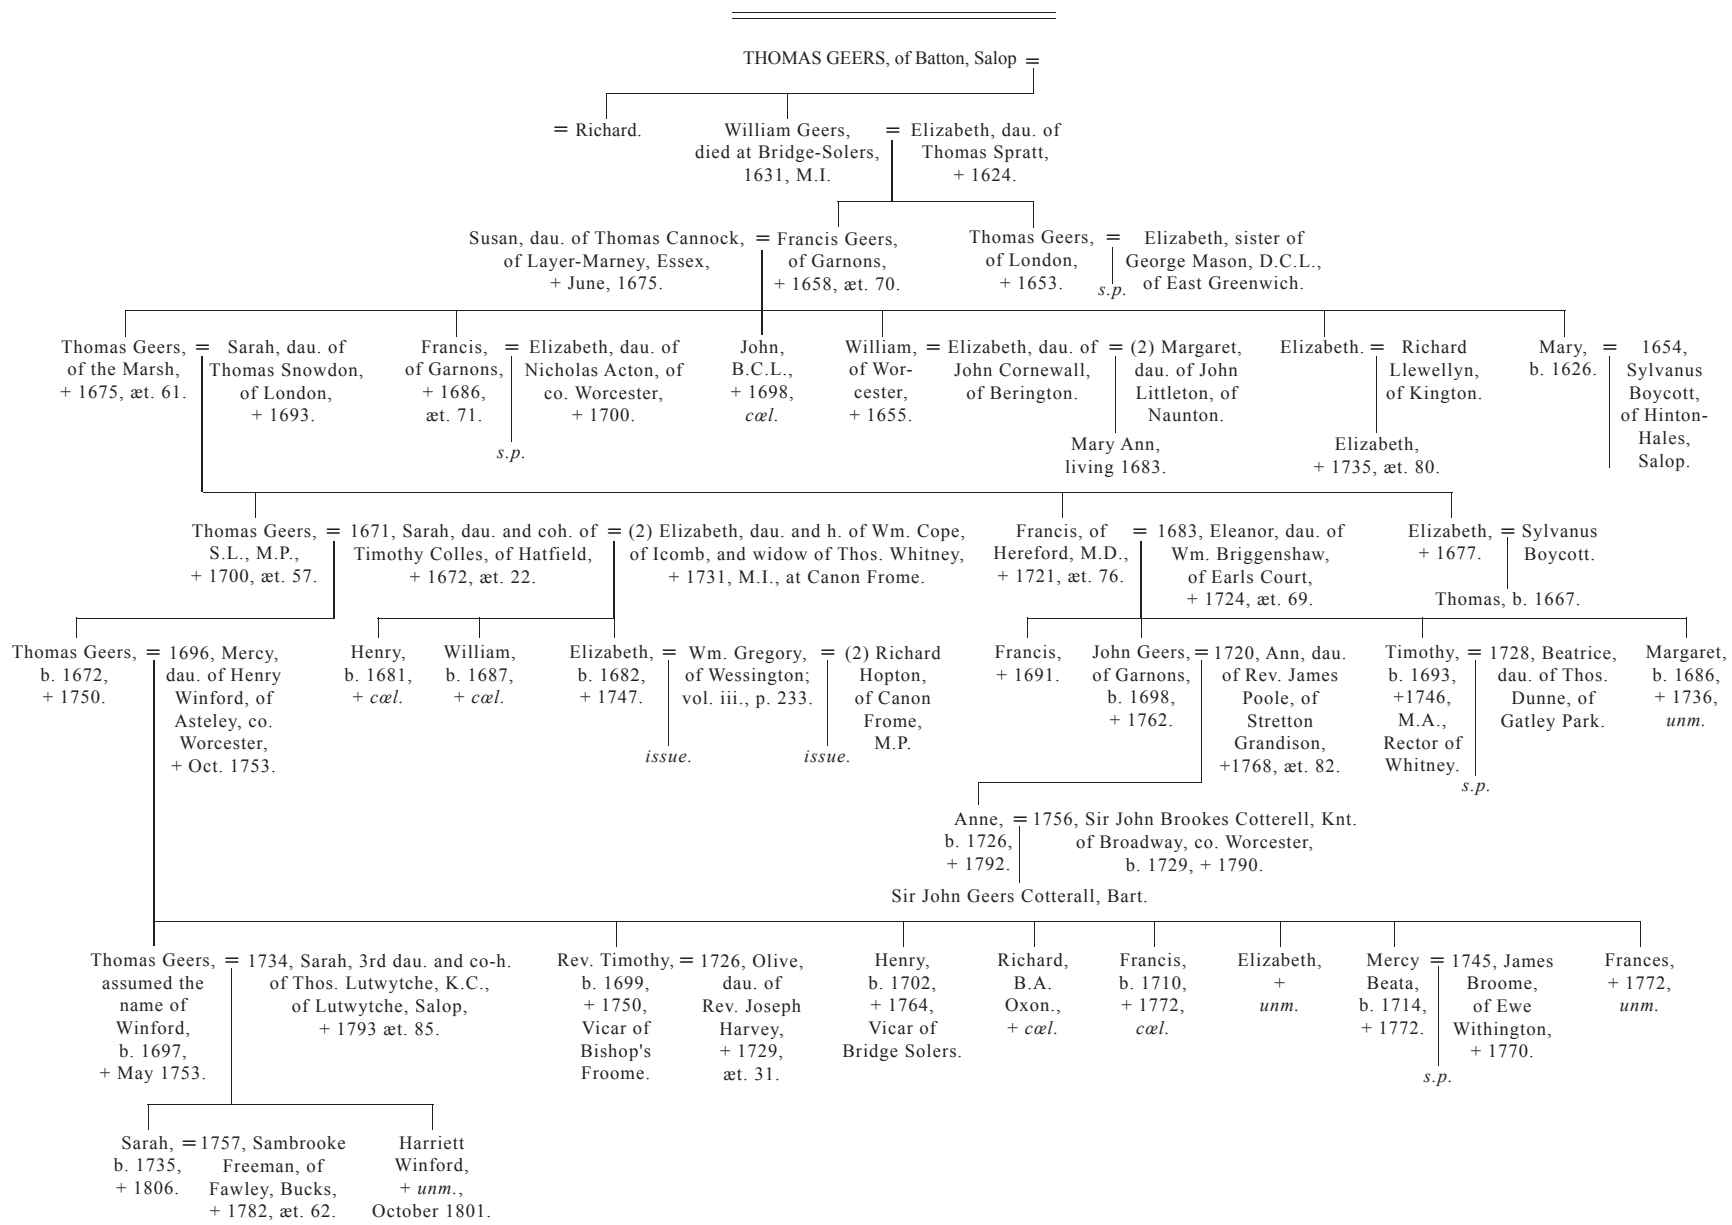 THOMAS GEERS, of Batton, Salop =
= Richard.
William Geers,
died at Bridge-Solers,
1631, M.I.
= Elizabeth, dau. of
Thomas Spratt,
+ 1624.
Susan, dau. of Thomas Cannock,
of Layer-Marney, Essex,
+ June, 1675.
= Francis Geers,
of Garnons,
+ 1658, æt. 70.
Thomas Geers,
of London,
+ 1653.
=
s.p.
Elizabeth, sister of
George Mason, D.C.L.,
of East Greenwich.
Thomas Geers,
of the Marsh,
+ 1675, æt. 61.
=
Sarah, dau. of
Thomas Snowdon,
of London,
+ 1693.
Francis,
of Garnons,
+ 1686,
æt. 71.
=
s.p.
Elizabeth, dau. of
Nicholas Acton, of
co. Worcester,
+ 1700.
John,
B.C.L.,
+ 1698,
cœl.
William,
of Wor-
cester,
+ 1655.
= Elizabeth, dau. of
John Cornewall,
of Berington.
= (2) Margaret,
dau. of John
Littleton, of
Naunton.
Mary Ann,
living 1683.
Elizabeth. =
Richard
Llewellyn,
of Kington.
Elizabeth,
+ 1735, æt. 80.
Mary,
b. 1626.
=
1654,
Sylvanus
Boycott,
of Hinton-
Hales,
Salop.
Thomas Geers,
S.L., M.P.,
+ 1700, æt. 57.
= 1671, Sarah, dau. and coh. of
Timothy Colles, of Hatfield,
+ 1672, æt. 22.
= (2) Elizabeth, dau. and h. of Wm. Cope,
of Icomb, and widow of Thos. Whitney,
+ 1731, M.I., at Canon Frome.
Francis, of
Hereford, M.D.,
+ 1721, æt. 76.
= 1683, Eleanor, dau. of
Wm. Briggenshaw,
of Earls Court,
+ 1724, æt. 69.
Elizabeth,
+ 1677.
= Sylvanus
Boycott.
Thomas, b. 1667.
Thomas Geers,
b. 1672,
+ 1750.
= 1696, Mercy,
dau. of Henry
Winford, of
Asteley, co.
Worcester,
+ Oct. 1753.
Henry,
b. 1681,
+ cœl.
William,
b. 1687,
+ cœl.
Elizabeth,
b. 1682,
+ 1747.
=
issue.
Wm. Gregory,
of Wessington;
vol. iii., p. 233.
= (2) Richard
Hopton,
of Canon
Frome,
M.P.
issue.
Francis,
+ 1691.
John Geers,
of Garnons,
b. 1698,
+ 1762.
= 1720, Ann, dau.
of Rev. James
Poole, of
Stretton
Grandison,
+1768, æt. 82.
Timothy,
b. 1693,
+1746,
M.A.,
Rector of
Whitney.
=
s.p.
1728, Beatrice,
dau. of Thos.
Dunne, of
Gatley Park.
Margaret,
b. 1686,
+ 1736,
unm.
Anne,
b. 1726,
+ 1792.
= 1756, Sir John Brookes Cotterell, Knt.
of Broadway, co. Worcester,
b. 1729, + 1790.
Sir John Geers Cotterall, Bart.
Thomas Geers,
assumed the
name of
Winford,
b. 1697,
+ May 1753.
= 1734, Sarah, 3rd dau. and co-h.
of Thos. Lutwytche, K.C.,
of Lutwytche, Salop,
+ 1793 æt. 85.
Rev. Timothy,
b. 1699,
+ 1750,
Vicar of
Bishop's
Froome.
= 1726, Olive,
dau. of
Rev. Joseph
Harvey,
+ 1729,
æt. 31.
Henry,
b. 1702,
+ 1764,
Vicar of
Bridge Solers.
Richard,
B.A.
Oxon.,
+ cœl.
Francis,
b. 1710,
+ 1772,
cœl.
Elizabeth,
+
unm.
Mercy
Beata,
b. 1714,
+ 1772.
= 1745, James
Broome,
of Ewe
Withington,
+ 1770.
s.p.
Frances,
+ 1772,
unm.
Sarah,
b. 1735,
+ 1806.
= 1757, Sambrooke
Freeman, of
Fawley, Bucks,
+ 1782, æt. 62.
Harriett
Winford,
+ unm.,
October 1801.